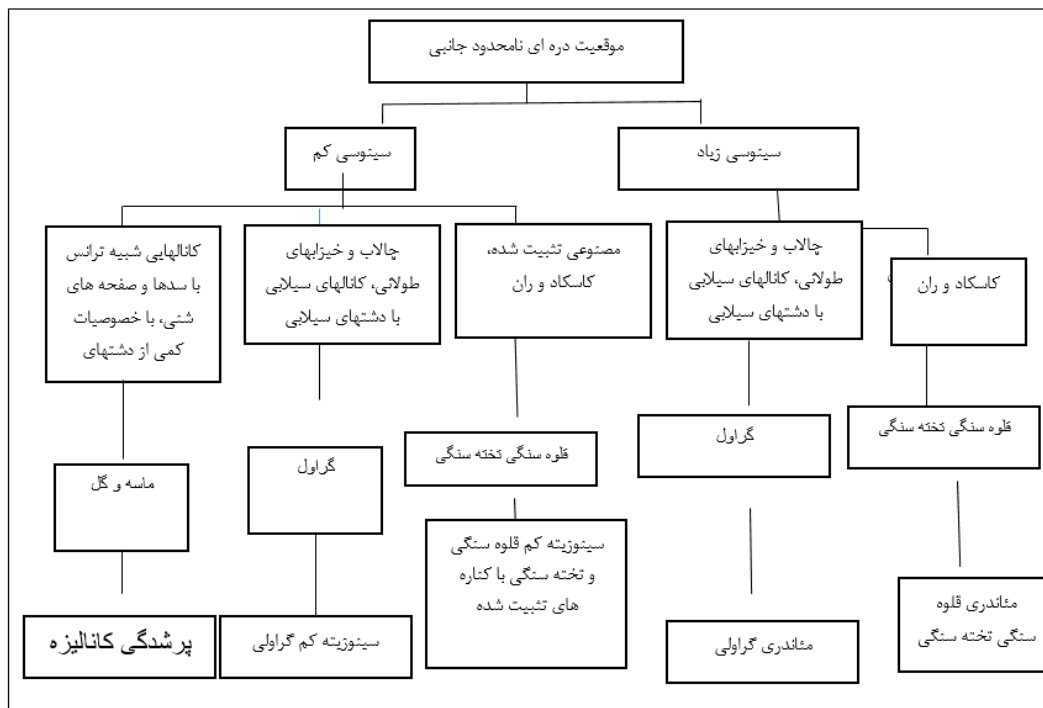 موقعیت دره ای نامحدود جانبی
سینوسی زیاد
سینوسی کم
کاسکاد و ران
چالاب و خیزابهای
طولائی، کانالهای سیلابی
با دشتهای سیلابی
مصنوعی تثبیت شده،
کاسکاد و ران
چالاب و خیزابهای
طولائی، کانالهای سیلابی
با دشتهای سیلابی
کانالهایی شبیه ترانس
با سدها و صفحه های
شنی، با خصوصیات
کمی از دشتهای
قلوه سنگی تخته سنگی
گراول
قلوه سنگی تخته سنگی
گراول
ماسه و گل
مئاندری قلوه
سنگی تخته سنگی
مئاندری گراولی
سینوزیته کم قلوه سنگی
و تخته سنگی با کناره
های تثبیت شده
سینوزیته کم گراولی
پرشدگی کانالیزه